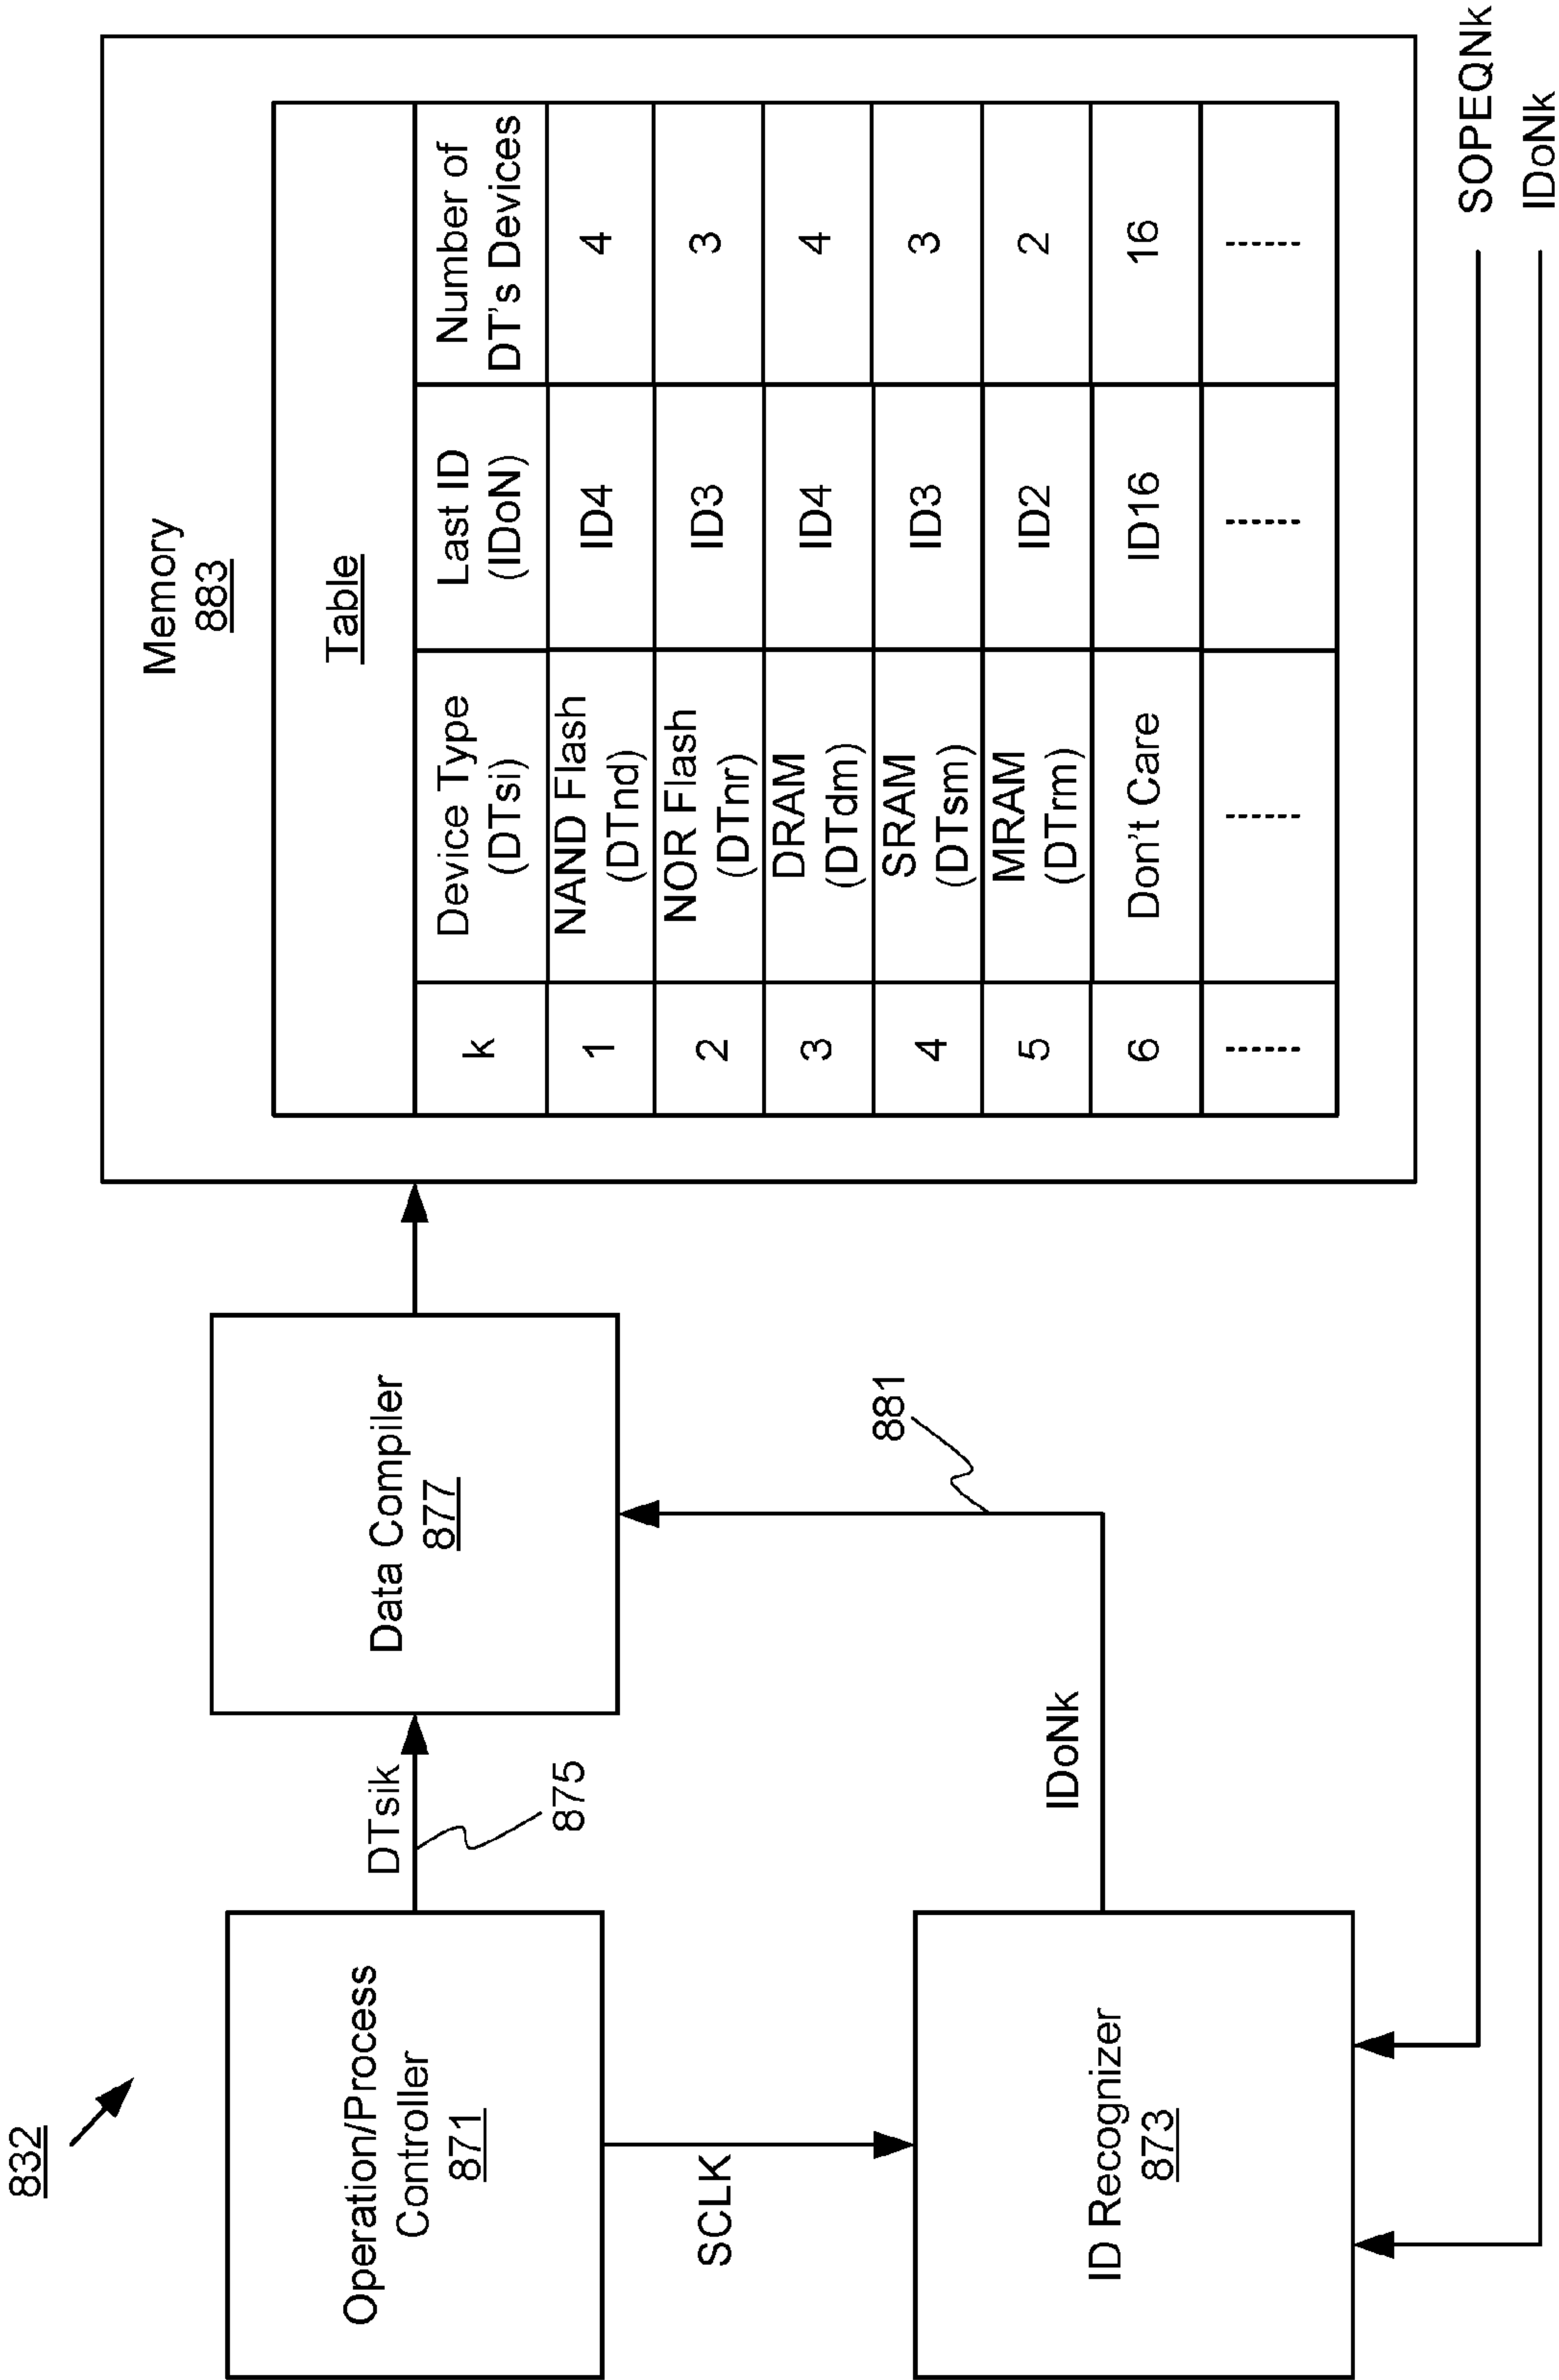 832
Operation/Process
Controller
871
DTsik
875
Data Compiler
877
SCLK
ID Recognizer
873
IDoNk
881
Memory
883
Table
k
Device Type
(DTsi)
Last ID
(IDoN)
Number of
DT's Devices
1
NAND Flash
(DTnd)
ID4
4
2
NOR Flash
(DTnr)
ID3
3
3
DRAM
(DTdm)
ID4
4
4
SRAM
(DTsm)
ID3
3
5
MRAM
(DTrm)
ID2
2
6
Don't Care
ID16
16
SOPEQNk
IDoNk